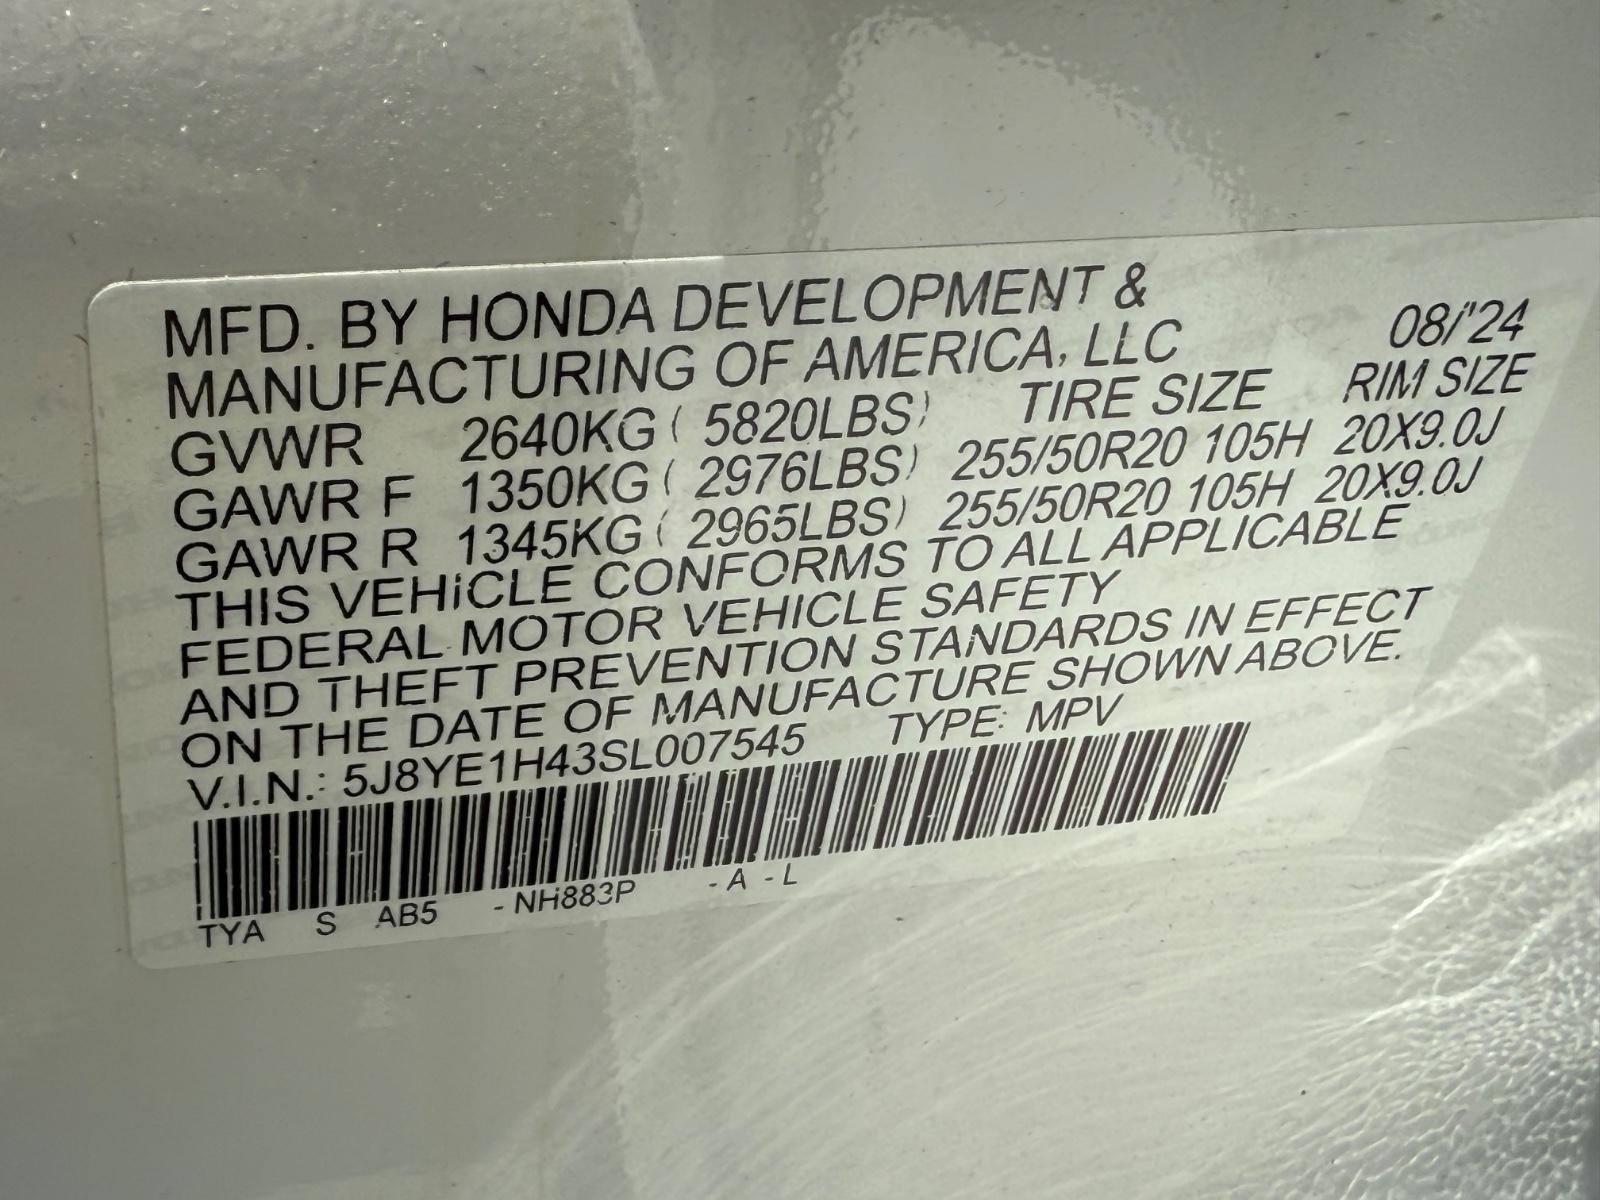 MFD. BY HONDA DEVELOPMENT &
MANUFACTURING OF AMERICA, LLC 08/'24
GVWR 2640KG ( 5820LBS) TIRE SIZE RIM SIZE
GAWR F 1350KG ( 2976LBS) 255/50R20 105H 20X9.0J
GAWR R 1345KG ( 2965LBS) 255/50R20 105H 20X9.0J
THIS VEHICLE CONFORMS TO ALL APPLICABLE
FEDERAL MOTOR VEHICLE SAFETY
AND THEFT PREVENTION STANDARDS IN EFFECT
ON THE DATE OF MANUFACTURE SHOWN ABOVE.
V.I.N.: 5J8YE1H43SL007545 TYPE: MPV
TYA S AB5 - NH883P - A - L